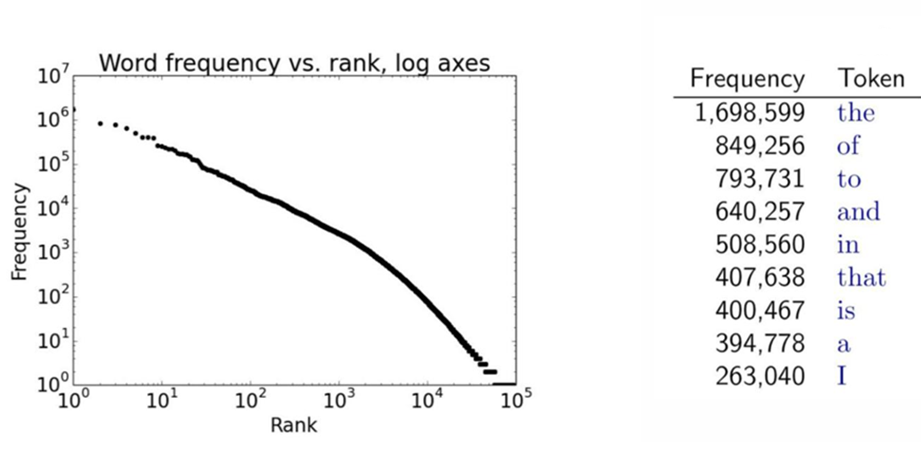 Word frequency vs. rank, log axes
Frequency
10^7
10^6
10^5
10^4
10^3
10^2
10^1
10^0
10^0 10^1 10^2 10^3 10^4 10^5
Rank
Frequency Token
1,698,599 the
849,256 of
793,731 to
640,257 and
508,560 in
407,638 that
400,467 is
394,778 a
263,040 I